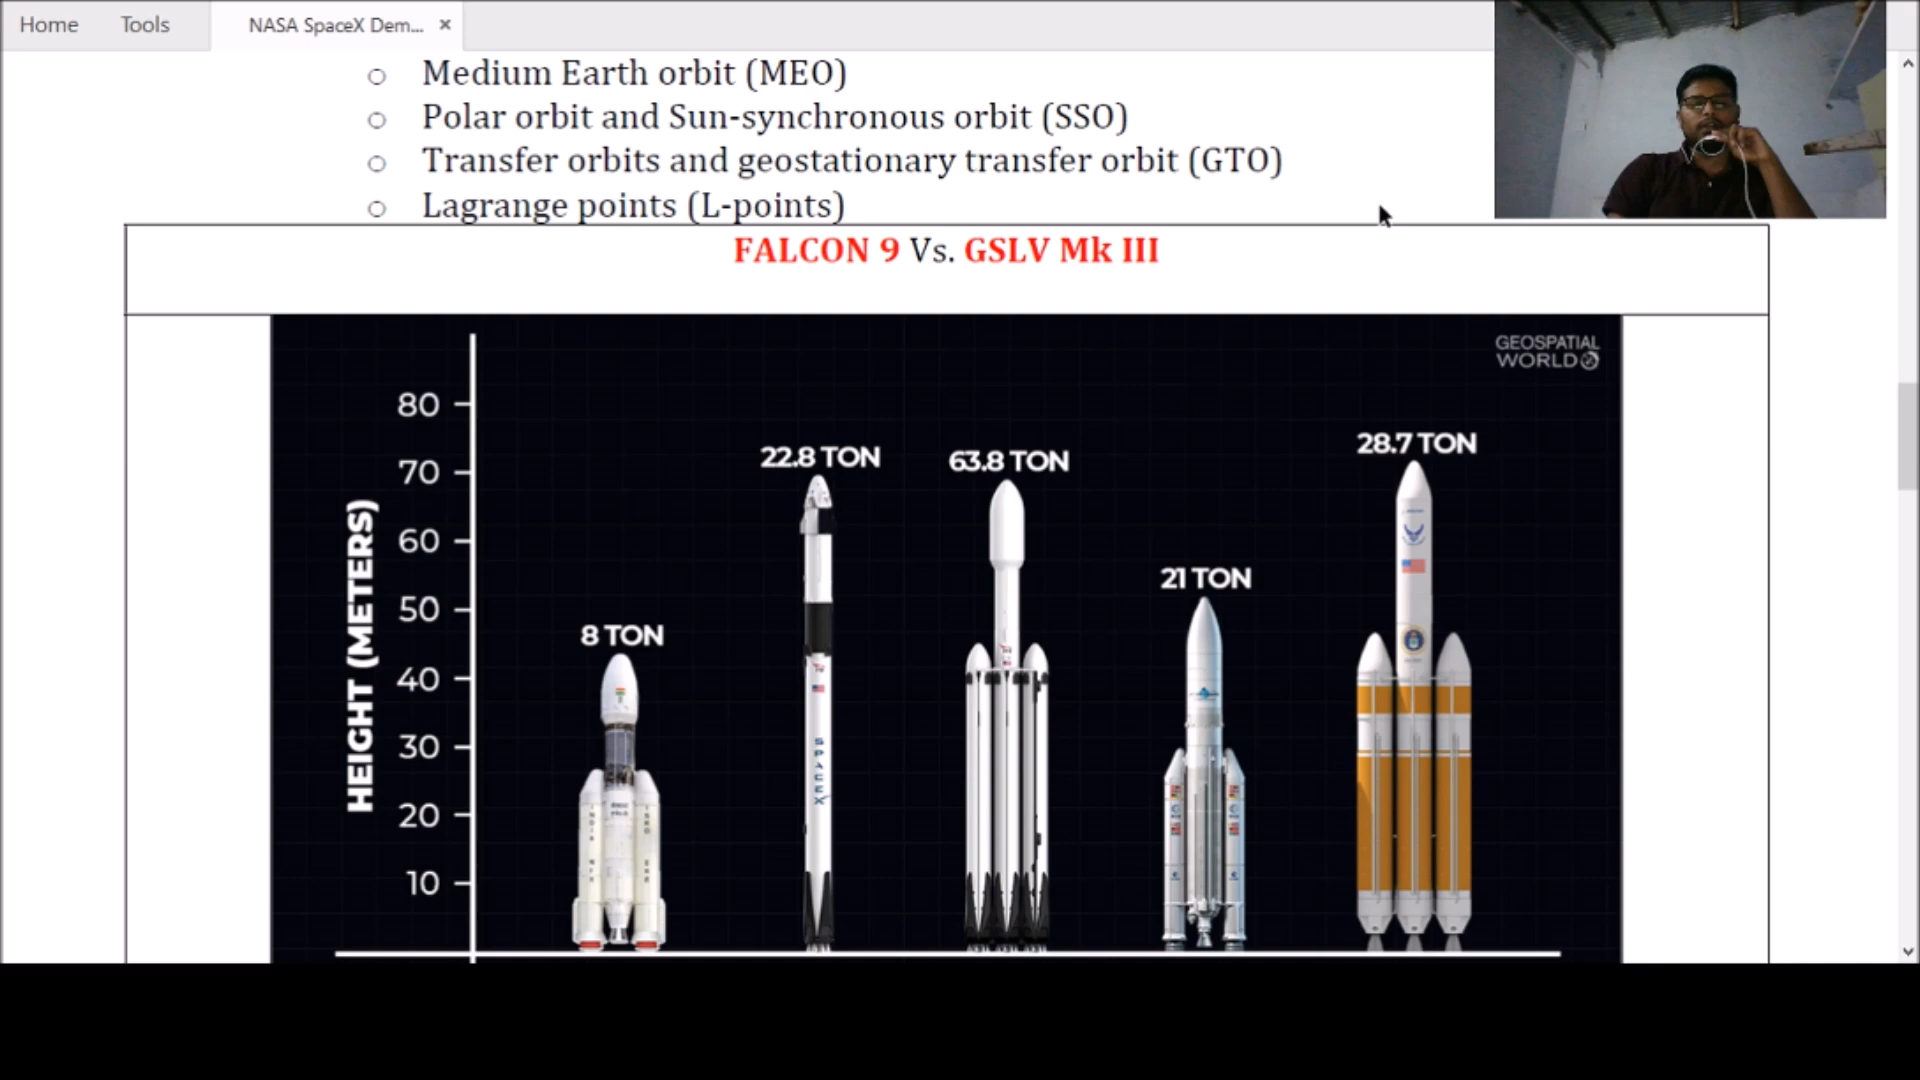 Home Tools NASA SpaceX Dem... ×
○ Medium Earth orbit (MEO)
○ Polar orbit and Sun-synchronous orbit (SSO)
○ Transfer orbits and geostationary transfer orbit (GTO)
○ Lagrange points (L-points)
FALCON 9 Vs. GSLV Mk III
GEOSPATIAL
WORLD
HEIGHT (METERS)
80
70
60
50
40
30
20
10
8 TON
22.8 TON
63.8 TON
21 TON
28.7 TON
SPACEX
INDIA
ISRO